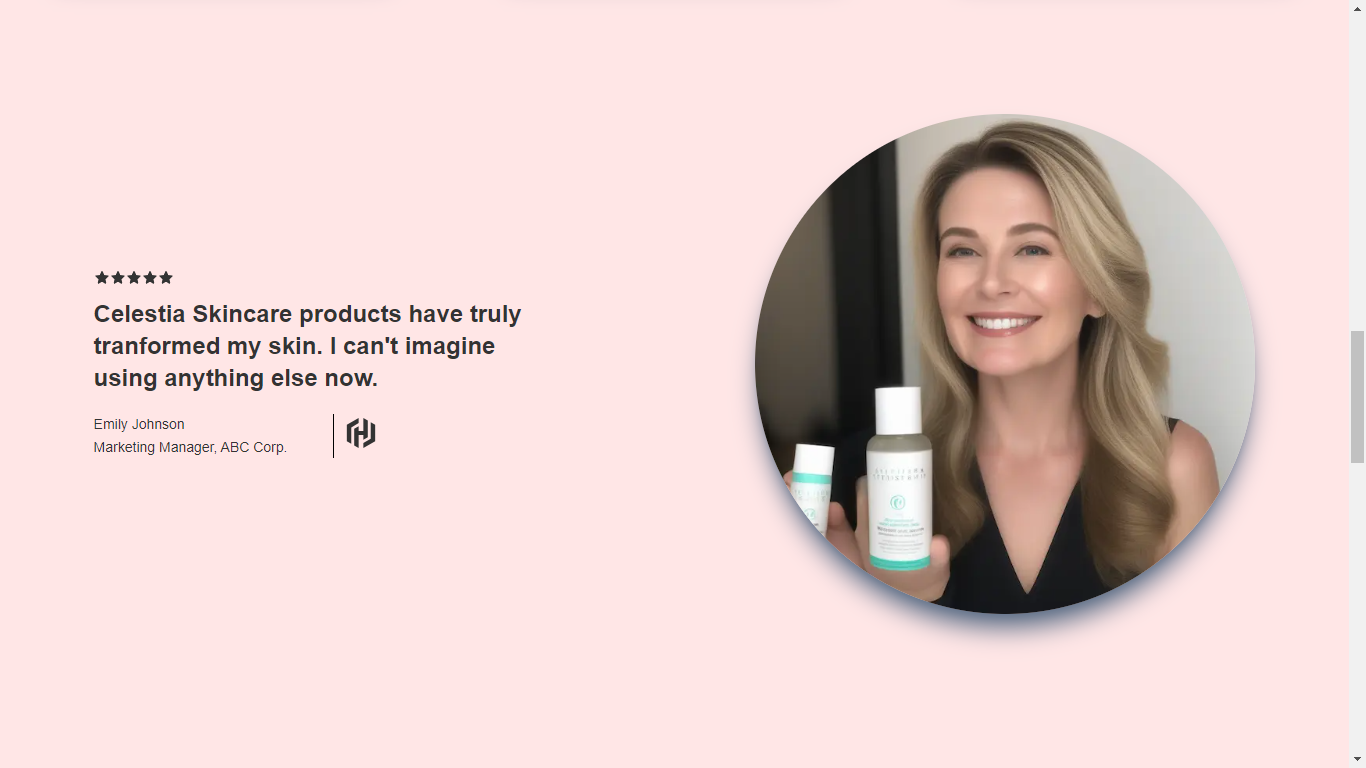 Celestia Skincare products have truly
tranformed my skin. I can't imagine
using anything else now.
Emily Johnson
Marketing Manager, ABC Corp.